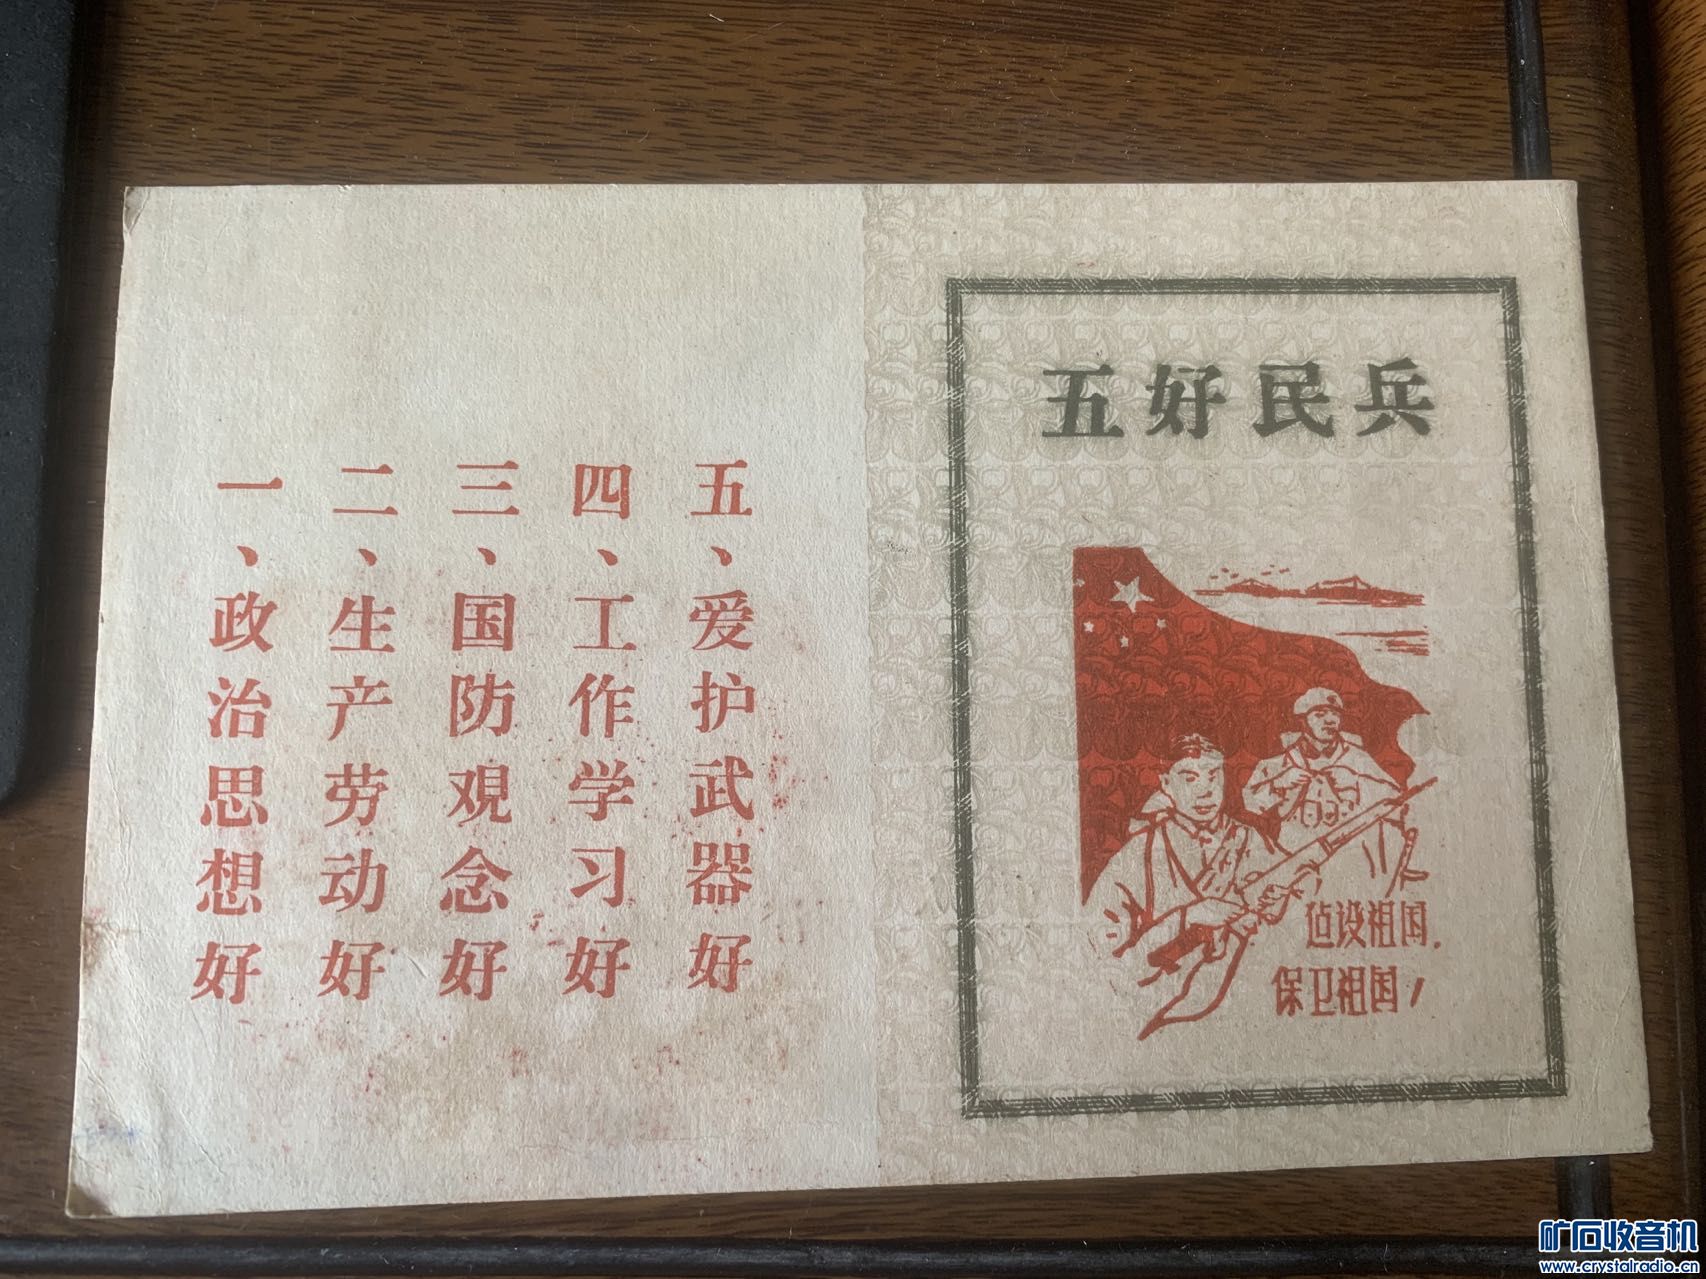 一、政治思想好
二、生产劳动好
三、国防观念好
四、工作学习好
五、爱护武器好
五好民兵
建设祖国.
保卫祖国!
矿石收音机
www.crystalradio.cn